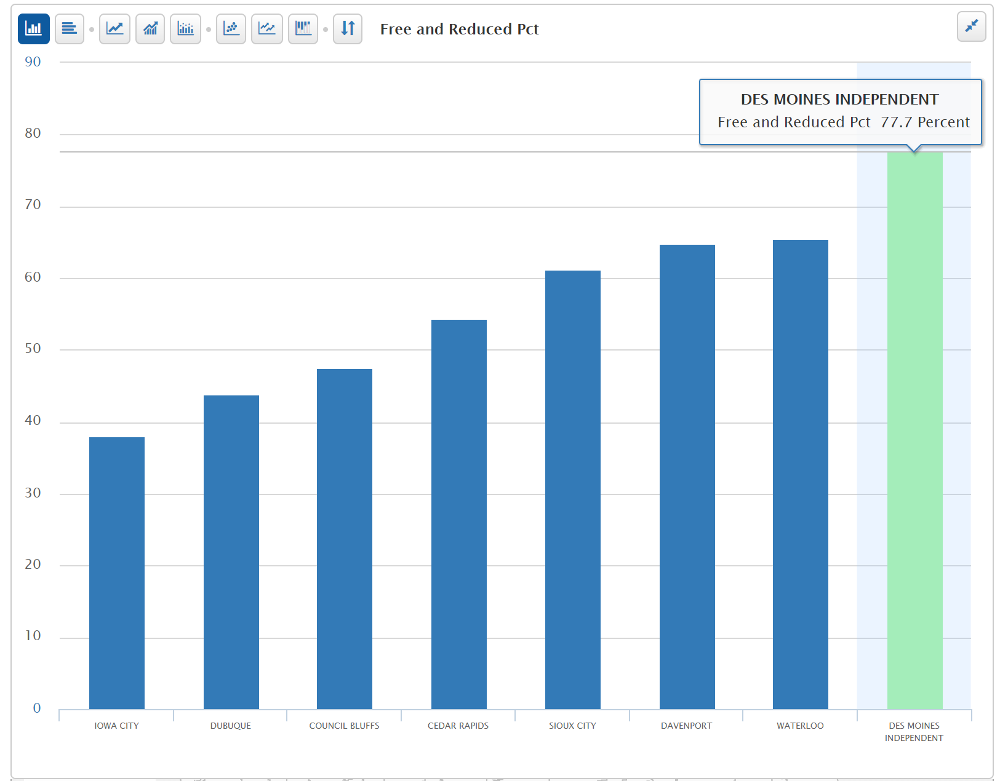 Free and Reduced Pct
90
DES MOINES INDEPENDENT
Free and Reduced Pct 77.7 Percent
80
70
60
50
40
30
20
10
0
IOWA CITY
DUBUQUE
COUNCIL BLUFFS
CEDAR RAPIDS
SIOUX CITY
DAVENPORT
WATERLOO
DES MOINES
INDEPENDENT